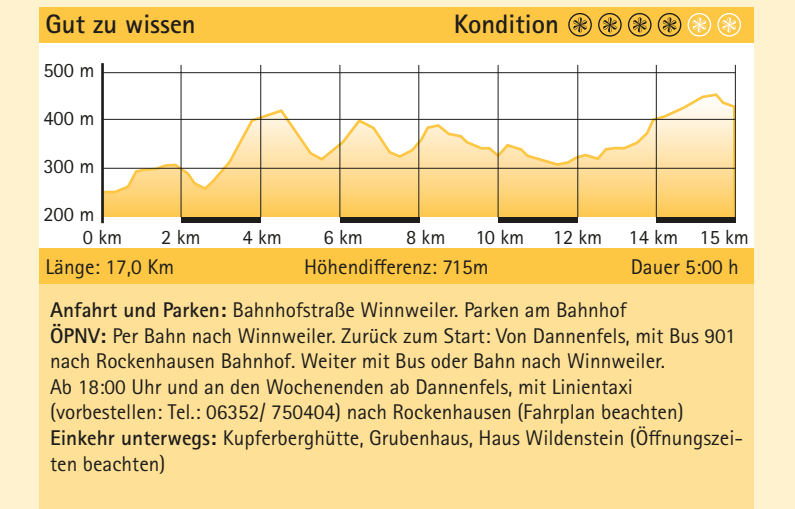 Gut zu wissen Kondition
500 m
400 m
300 m
200 m
0 km 2 km 4 km 6 km 8 km 10 km 12 km 14 km 15 km
Länge: 17,0 Km Höhendifferenz: 715m Dauer 5:00 h
Anfahrt und Parken: Bahnhofstraße Winnweiler. Parken am Bahnhof
ÖPNV: Per Bahn nach Winnweiler. Zurück zum Start: Von Dannenfels, mit Bus 901
nach Rockenhausen Bahnhof. Weiter mit Bus oder Bahn nach Winnweiler.
Ab 18:00 Uhr und an den Wochenenden ab Dannenfels, mit Linientaxi
(vorbestellen: Tel.: 06352/ 750404) nach Rockenhausen (Fahrplan beachten)
Einkehr unterwegs: Kupferberghütte, Grubenhaus, Haus Wildenstein (Öffnungszei-
ten beachten)